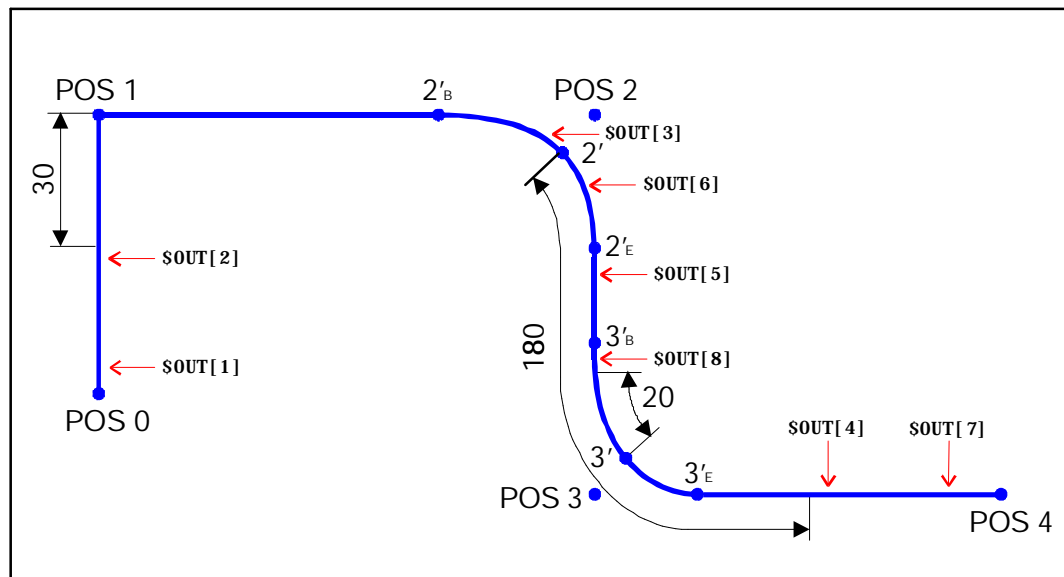 POS 1
2'B
POS 2
$OUT[3]
2'
30
$OUT[6]
$OUT[2]
2'E
$OUT[5]
180
3'B
$OUT[8]
$OUT[1]
20
POS 0
$OUT[4]
$OUT[7]
3'
3'E
POS 3
POS 4